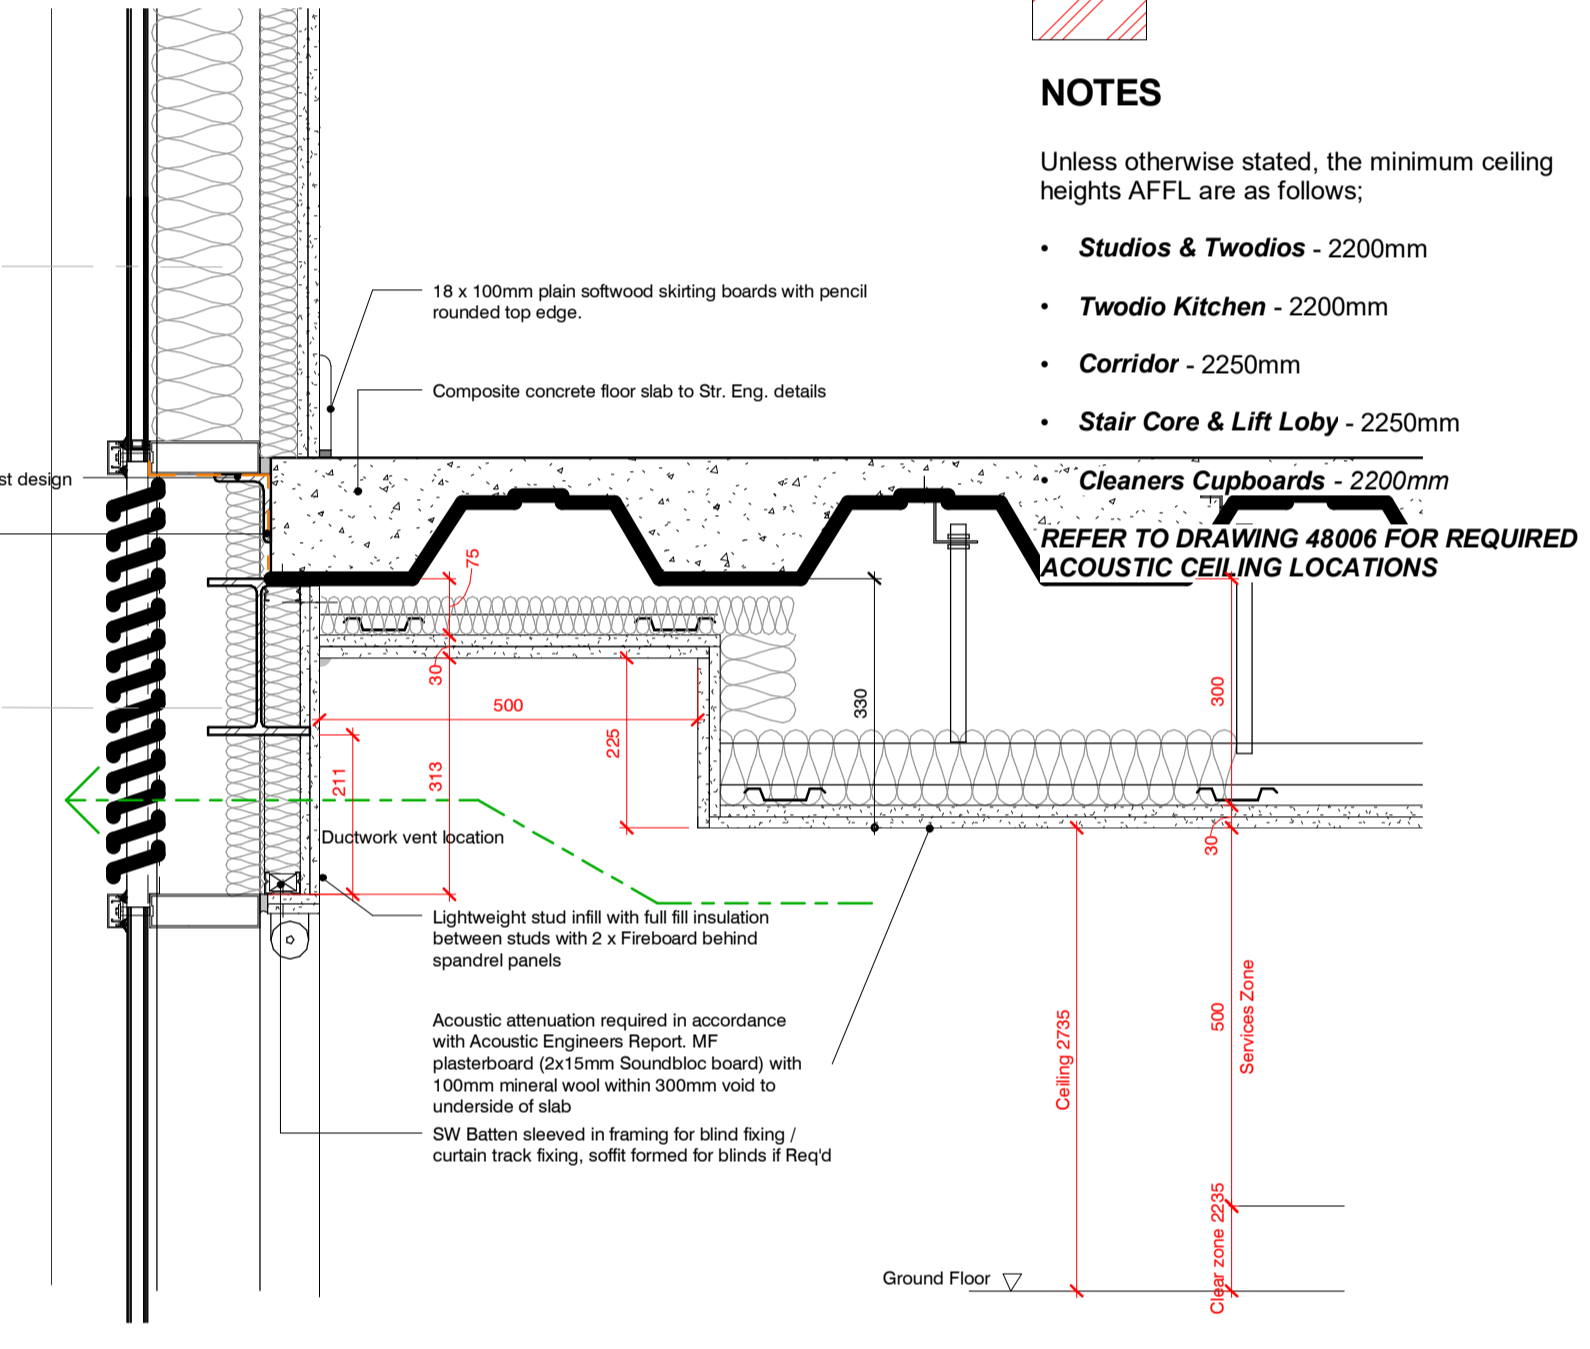 NOTES
Unless otherwise stated, the minimum ceiling
heights AFFL are as follows;
• Studios & Twodios - 2200mm
• Twodio Kitchen - 2200mm
• Corridor - 2250mm
• Stair Core & Lift Loby - 2250mm
• Cleaners Cupboards - 2200mm
REFER TO DRAWING 48006 FOR REQUIRED
ACOUSTIC CEILING LOCATIONS
18 x 100mm plain softwood skirting boards with pencil
rounded top edge.
Composite concrete floor slab to Str. Eng. details
st design
75
30
500
225
330
300
211
313
30
Ductwork vent location
Lightweight stud infill with full fill insulation
between studs with 2 x Fireboard behind
spandrel panels
Acoustic attenuation required in accordance
with Acoustic Engineers Report. MF
plasterboard (2x15mm Soundbloc board) with
100mm mineral wool within 300mm void to
underside of slab
SW Batten sleeved in framing for blind fixing /
curtain track fixing, soffit formed for blinds if Req'd
Ceiling 2735
500
Services Zone
Clear zone 2235
Ground Floor